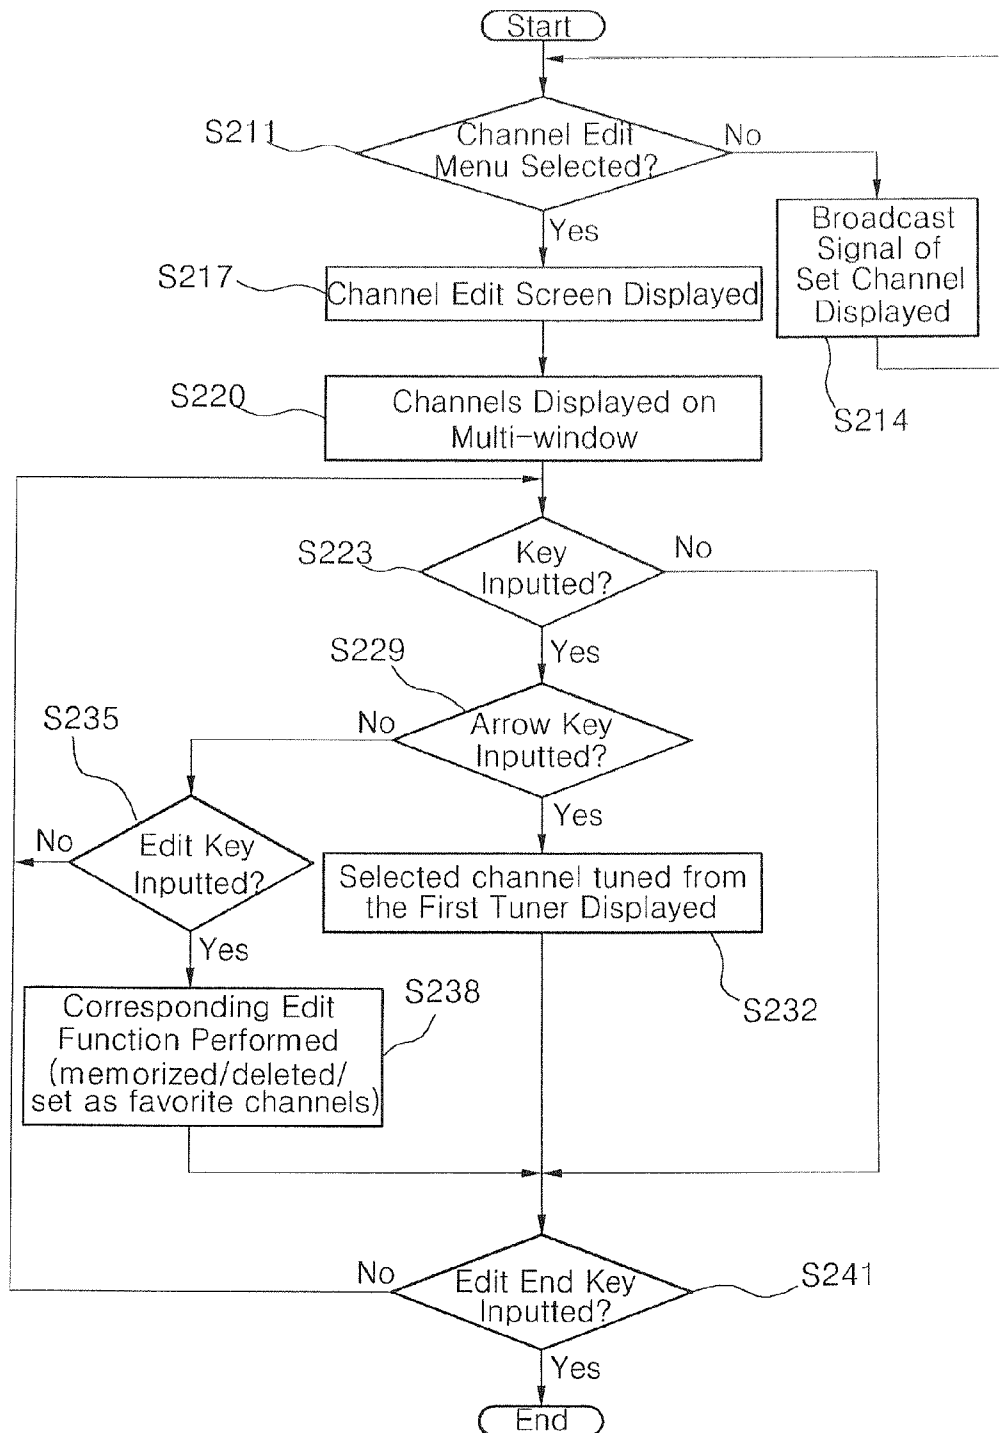 Start
S211
Channel Edit
Menu Selected?
No
Yes
Broadcast
Signal of
Set Channel
Displayed
S214
S217
Channel Edit Screen Displayed
S220
Channels Displayed on
Multi-window
S223
Key
Inputted?
No
Yes
S229
Arrow Key
Inputted?
No
Yes
S235
Edit Key
Inputted?
No
Yes
Selected channel tuned from
the First Tuner Displayed
S232
S238
Corresponding Edit
Function Performed
(memorized/deleted/
set as favorite channels)
Edit End Key
Inputted?
No
S241
Yes
End